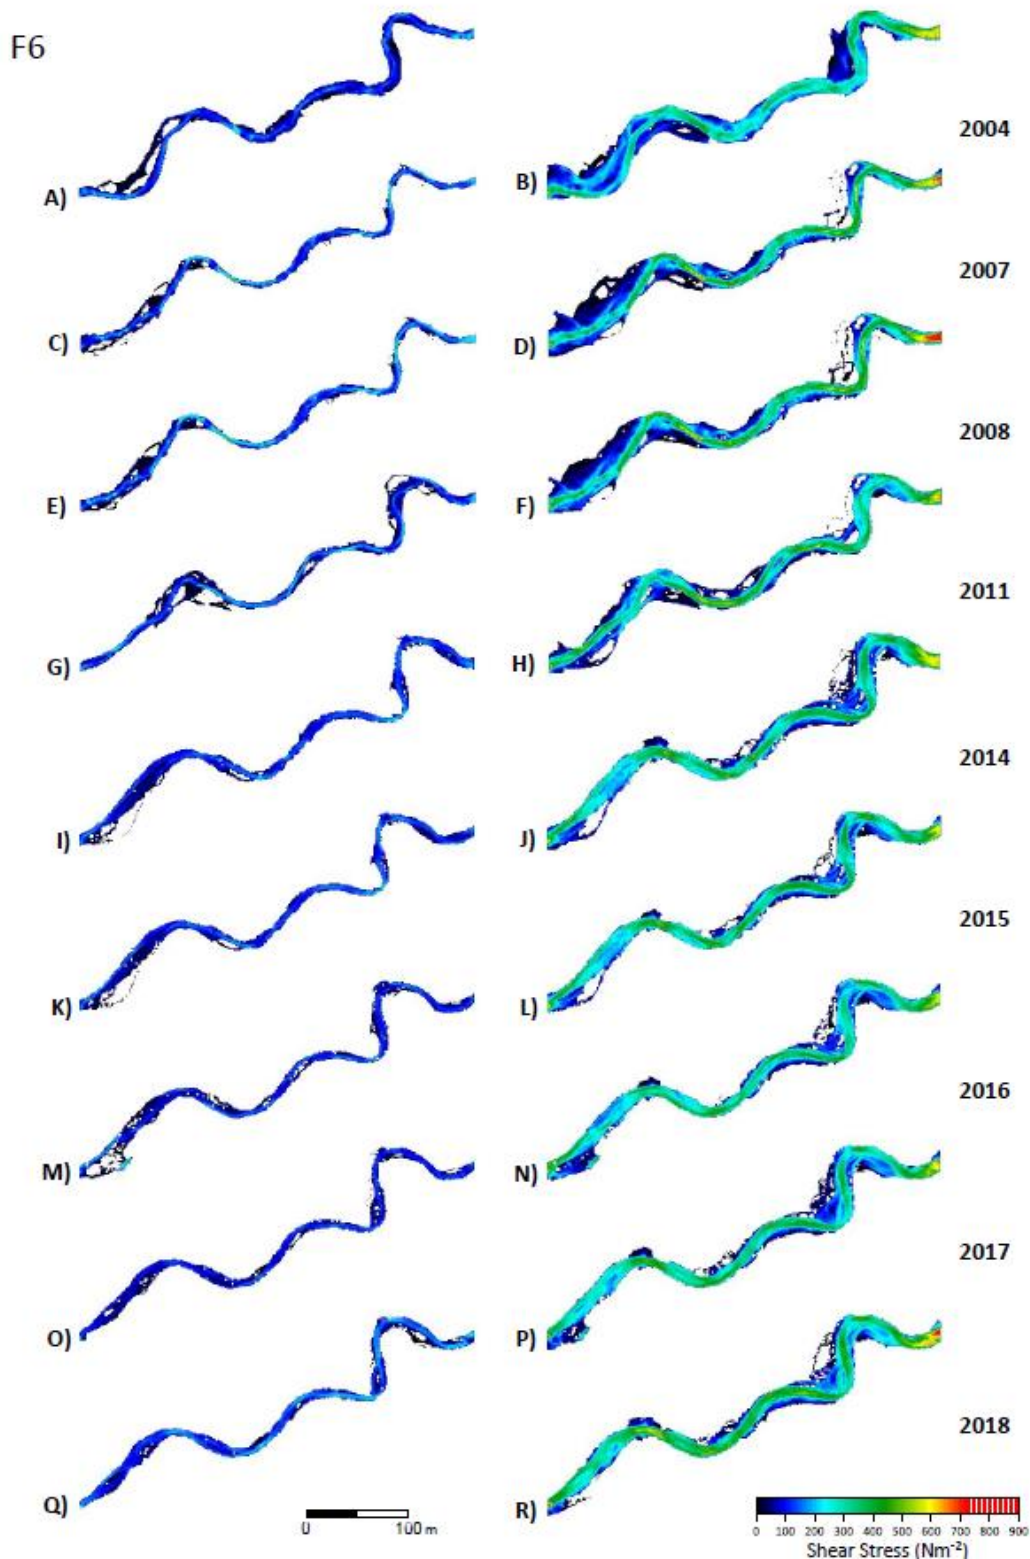 F6
2004
A)
B)
2007
C)
D)
2008
E)
F)
2011
G)
H)
2014
I)
J)
2015
K)
L)
2016
M)
N)
2017
O)
P)
2018
Q)
R)
0 100 m
0 100 200 300 400 500 600 700 800 900
Shear Stress (Nm⁻²)